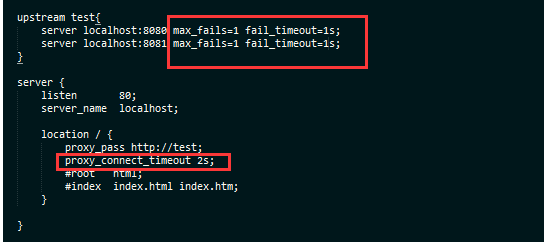 upstream test{
server localhost:8080 max_fails=1 fail_timeout=1s;
server localhost:8081 max_fails=1 fail_timeout=1s;
}
server {
listen 80;
server_name localhost;
location / {
proxy_pass http://test;
proxy_connect_timeout 2s;
#root html;
#index index.html index.htm;
}
}